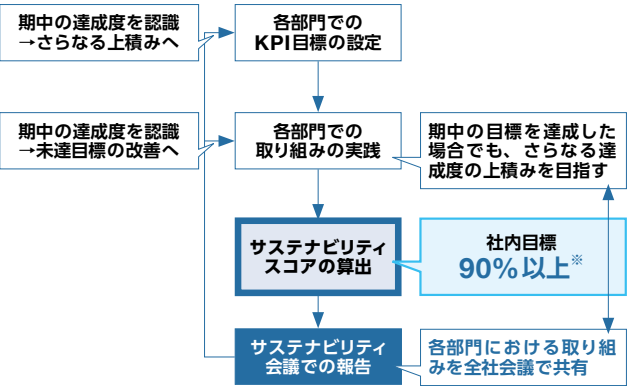 期中の達成度を認識
→さらなる上積みへ
各部門での
KPI目標の設定
期中の達成度を認識
→未達目標の改善へ
各部門での
取り組みの実践
期中の目標を達成した
場合でも、さらなる達
成度の上積みを目指す
サステナビリティ
スコアの算出
社内目標
90%以上※
サステナビリティ
会議での報告
各部門における取り組
みを全社会議で共有